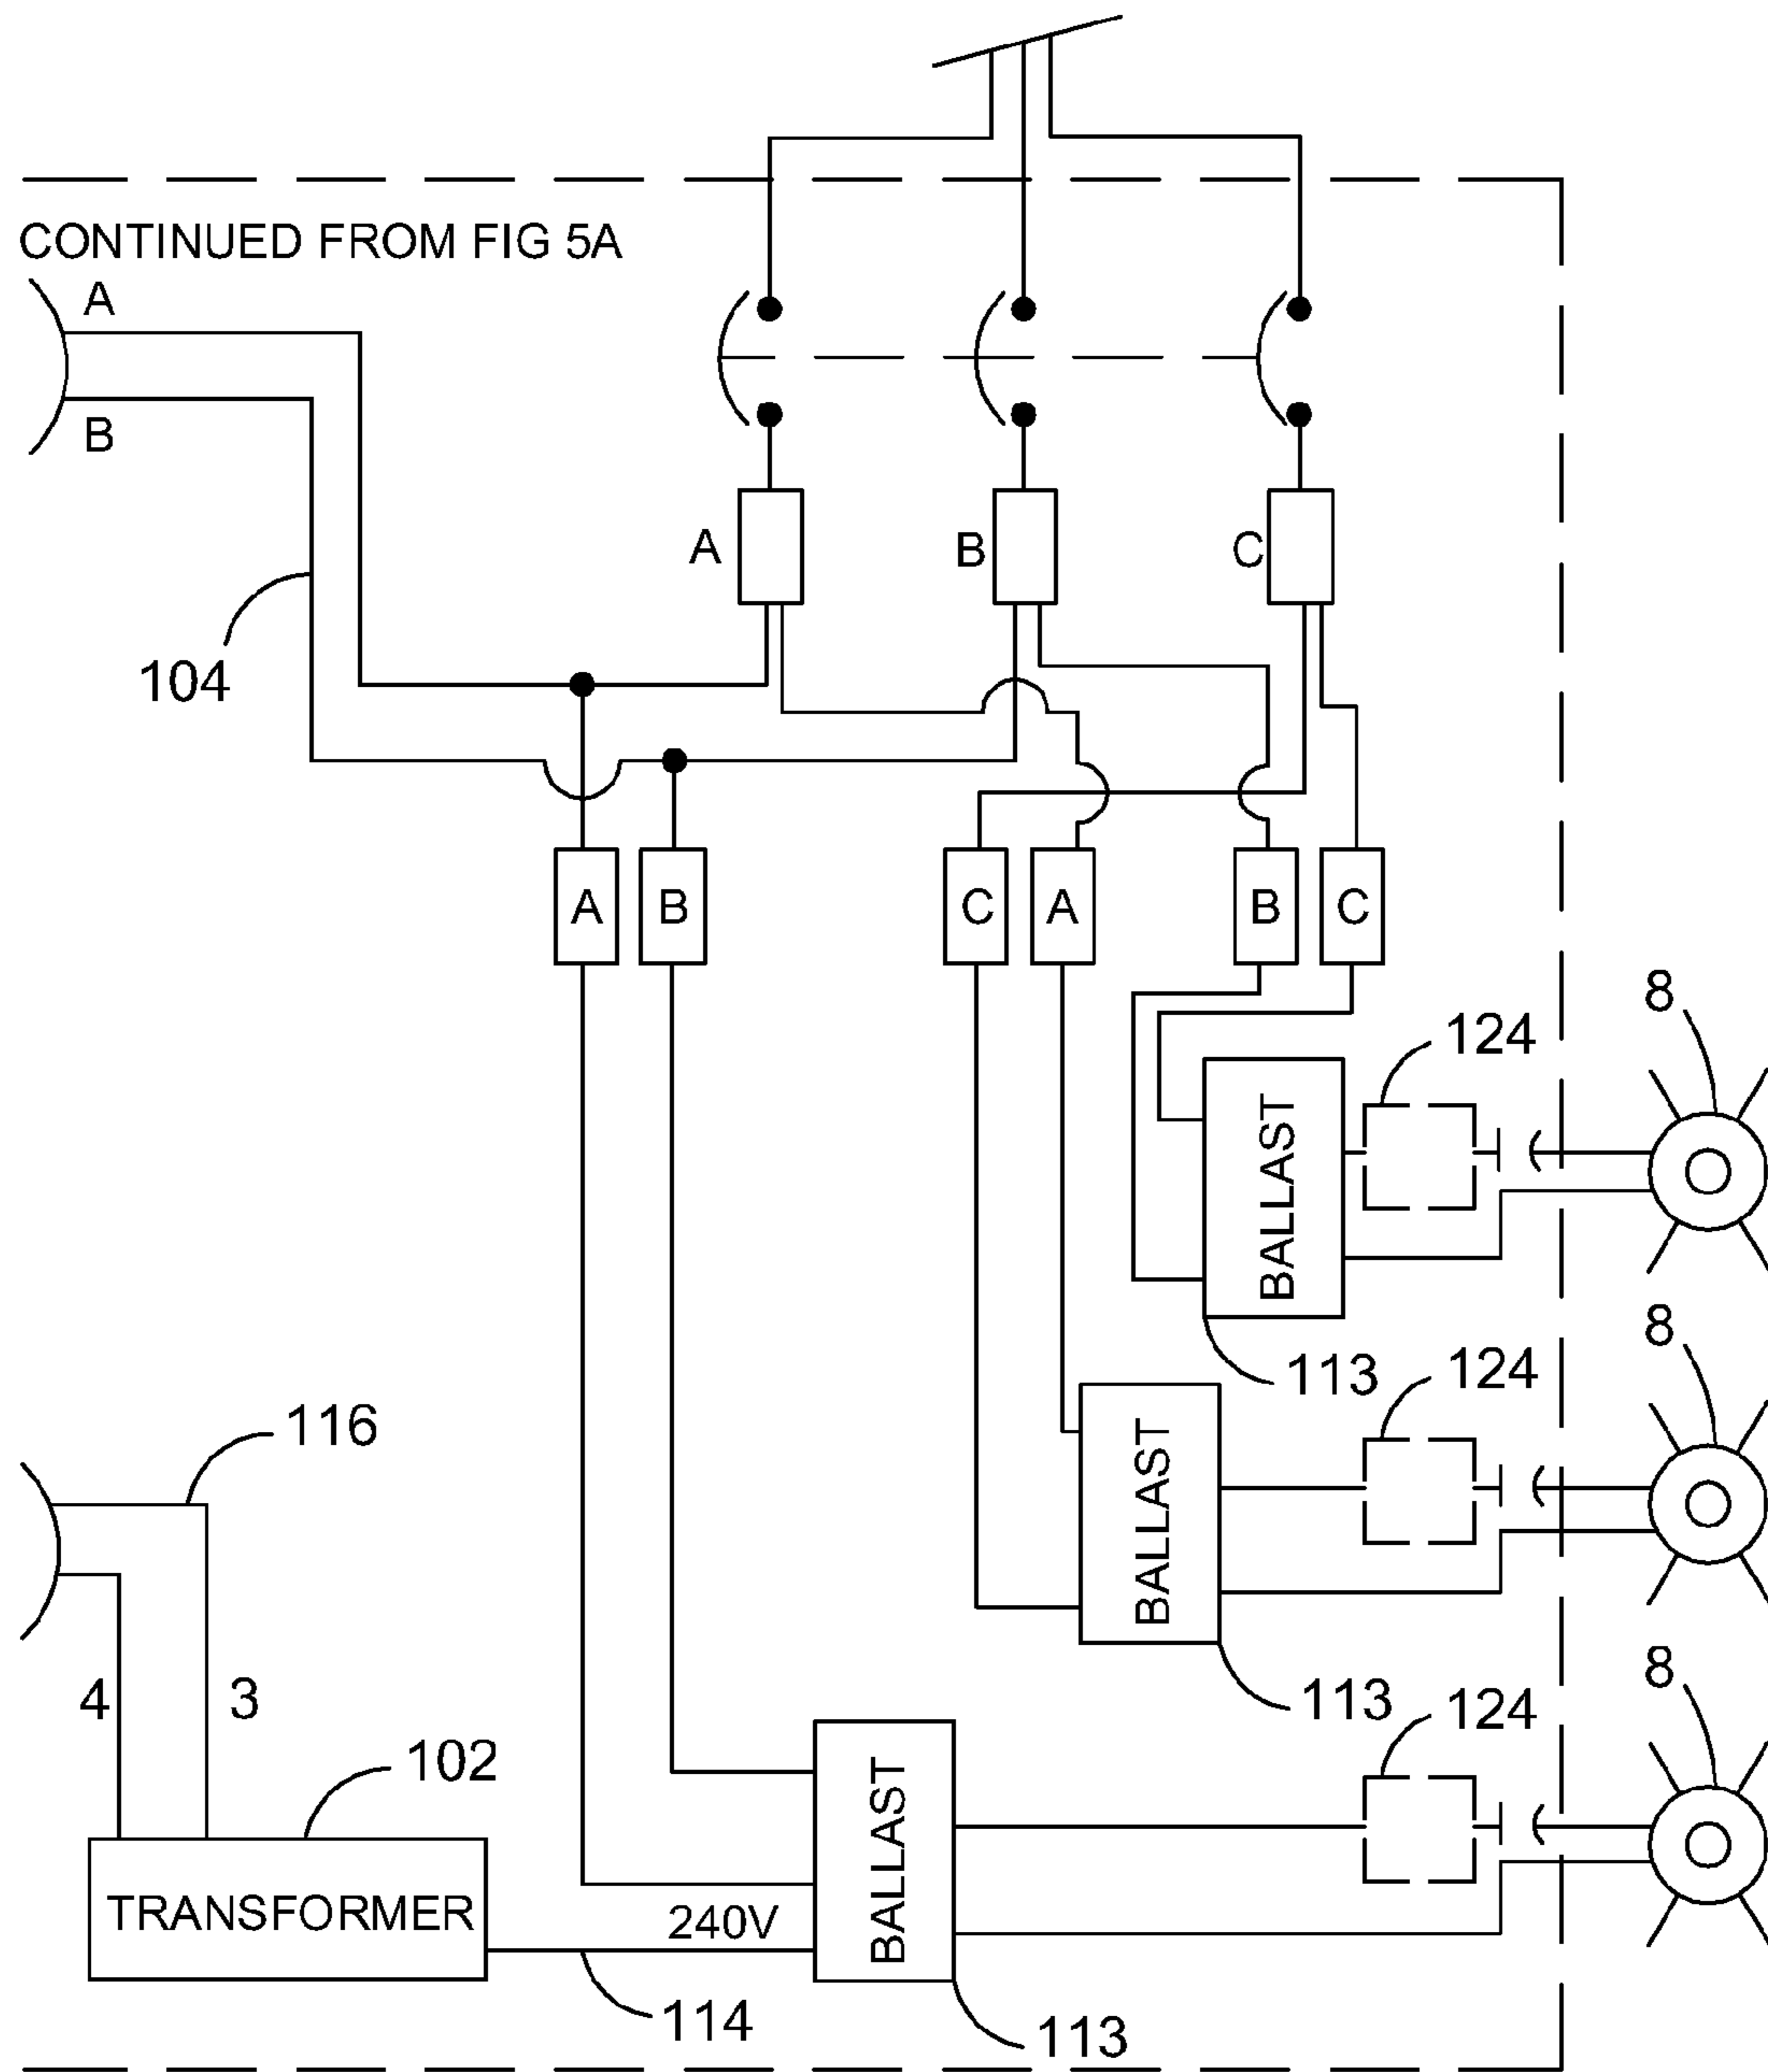 CONTINUED FROM FIG 5A
A
B
A
B
C
104
A
B
C
A
B
C
8
124
BALLAST
113
8
124
116
BALLAST
4
3
113
8
124
102
BALLAST
TRANSFORMER
240V
114
113